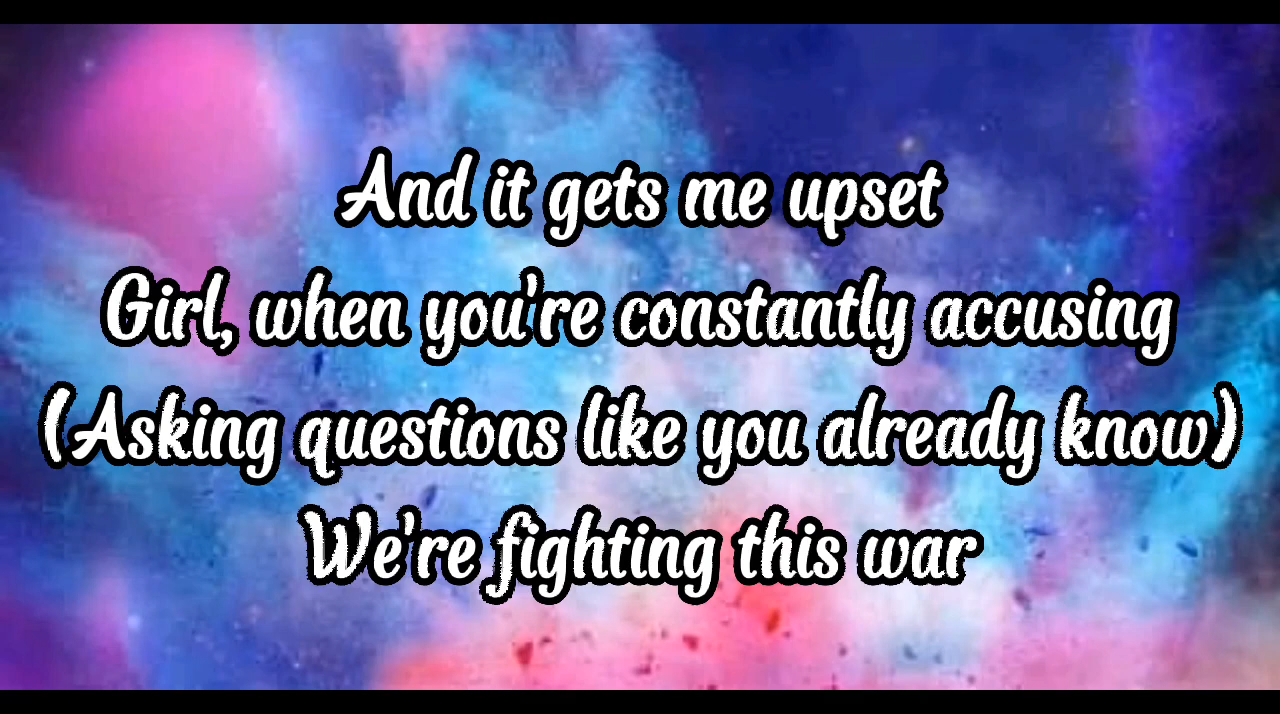 And it gets me upset
Girl, when you're constantly accusing
(Asking questions like you already know)
We're fighting this war